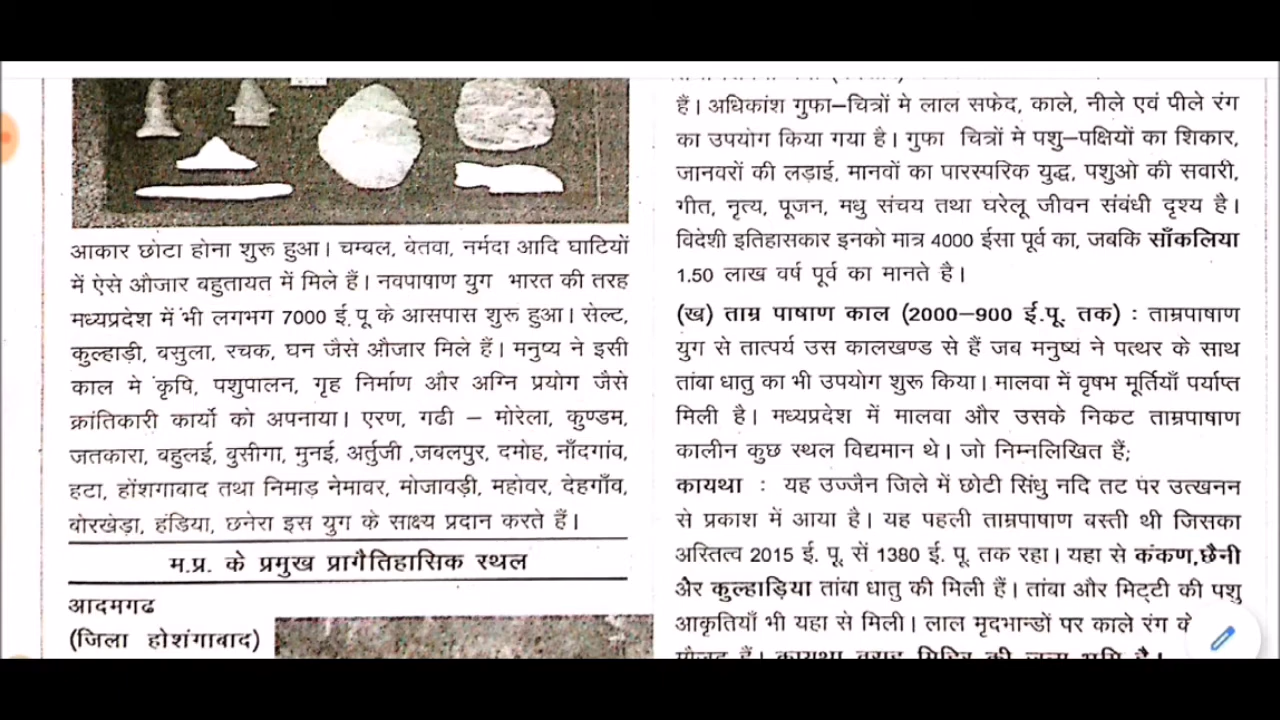 आकार छोटा होना शुरू हुआ। चम्बल, बेतवा, नर्मदा आदि घाटियों
में ऐसे औजार बहुतायत में मिले हैं। नवपाषाण युग भारत की तरह
मध्यप्रदेश में भी लगभग 7000 ई.पू. के आसपास शुरू हुआ। सेल्ट,
कुल्हाड़ी, बसुला, रचक, घन जैसे औजार मिले हैं। मनुष्य ने इसी
काल मे कृषि, पशुपालन, गृह निर्माण और अग्नि प्रयोग जैसे
क्रांतिकारी कार्यो को अपनाया। एरण, गढी – मोरेला, कुण्डम,
जतकारा, बहुलई, बुसीगा, मुनई, अर्तुजी ,जबलपुर, दमोह, नाँदगांव,
हटा, होंशगाबाद तथा निमाड़ नेमावर, मोजावड़ी, महोवर, देहगाँव,
बोरखेड़ा, हंडिया, छनेरा इस युग के साक्ष्य प्रदान करते हैं।
म.प्र. के प्रमुख प्रागैतिहासिक स्थल
आदमगढ
(जिला होशंगाबाद)
हैं। अधिकांश गुफा–चित्रों मे लाल सफेद, काले, नीले एवं पीले रंग
का उपयोग किया गया है। गुफा चित्रों मे पशु–पक्षियों का शिकार,
जानवरों की लड़ाई, मानवों का पारस्परिक युद्ध, पशुओ की सवारी,
गीत, नृत्य, पूजन, मधु संचय तथा घरेलू जीवन संबंधी दृश्य है।
विदेशी इतिहासकार इनको मात्र 4000 ईसा पूर्व का, जबकि साँकलिया
1.50 लाख वर्ष पूर्व का मानते है।
(ख) ताम्र पाषाण काल (2000–900 ई.पू. तक) : ताम्रपाषाण
युग से तात्पर्य उस कालखण्ड से हैं जब मनुष्य ने पत्थर के साथ
तांबा धातु का भी उपयोग शुरू किया। मालवा में वृषभ मूर्तियाँ पर्याप्त
मिली है। मध्यप्रदेश में मालवा और उसके निकट ताम्रपाषाण
कालीन कुछ स्थल विद्यमान थे। जो निम्नलिखित हैं;
कायथा : यह उज्जैन जिले में छोटी सिंधु नदि तट पर उत्खनन
से प्रकाश में आया है। यह पहली ताम्रपाषाण बस्ती थी जिसका
अस्तित्व 2015 ई.पू. सें 1380 ई.पू. तक रहा। यहा से कंकण,छैनी
अैर कुल्हाड़िया तांबा धातु की मिली हैं। तांबा और मिट्टी की पशु
आकृतियाँ भी यहा से मिली। लाल मृदभान्डों पर काले रंग